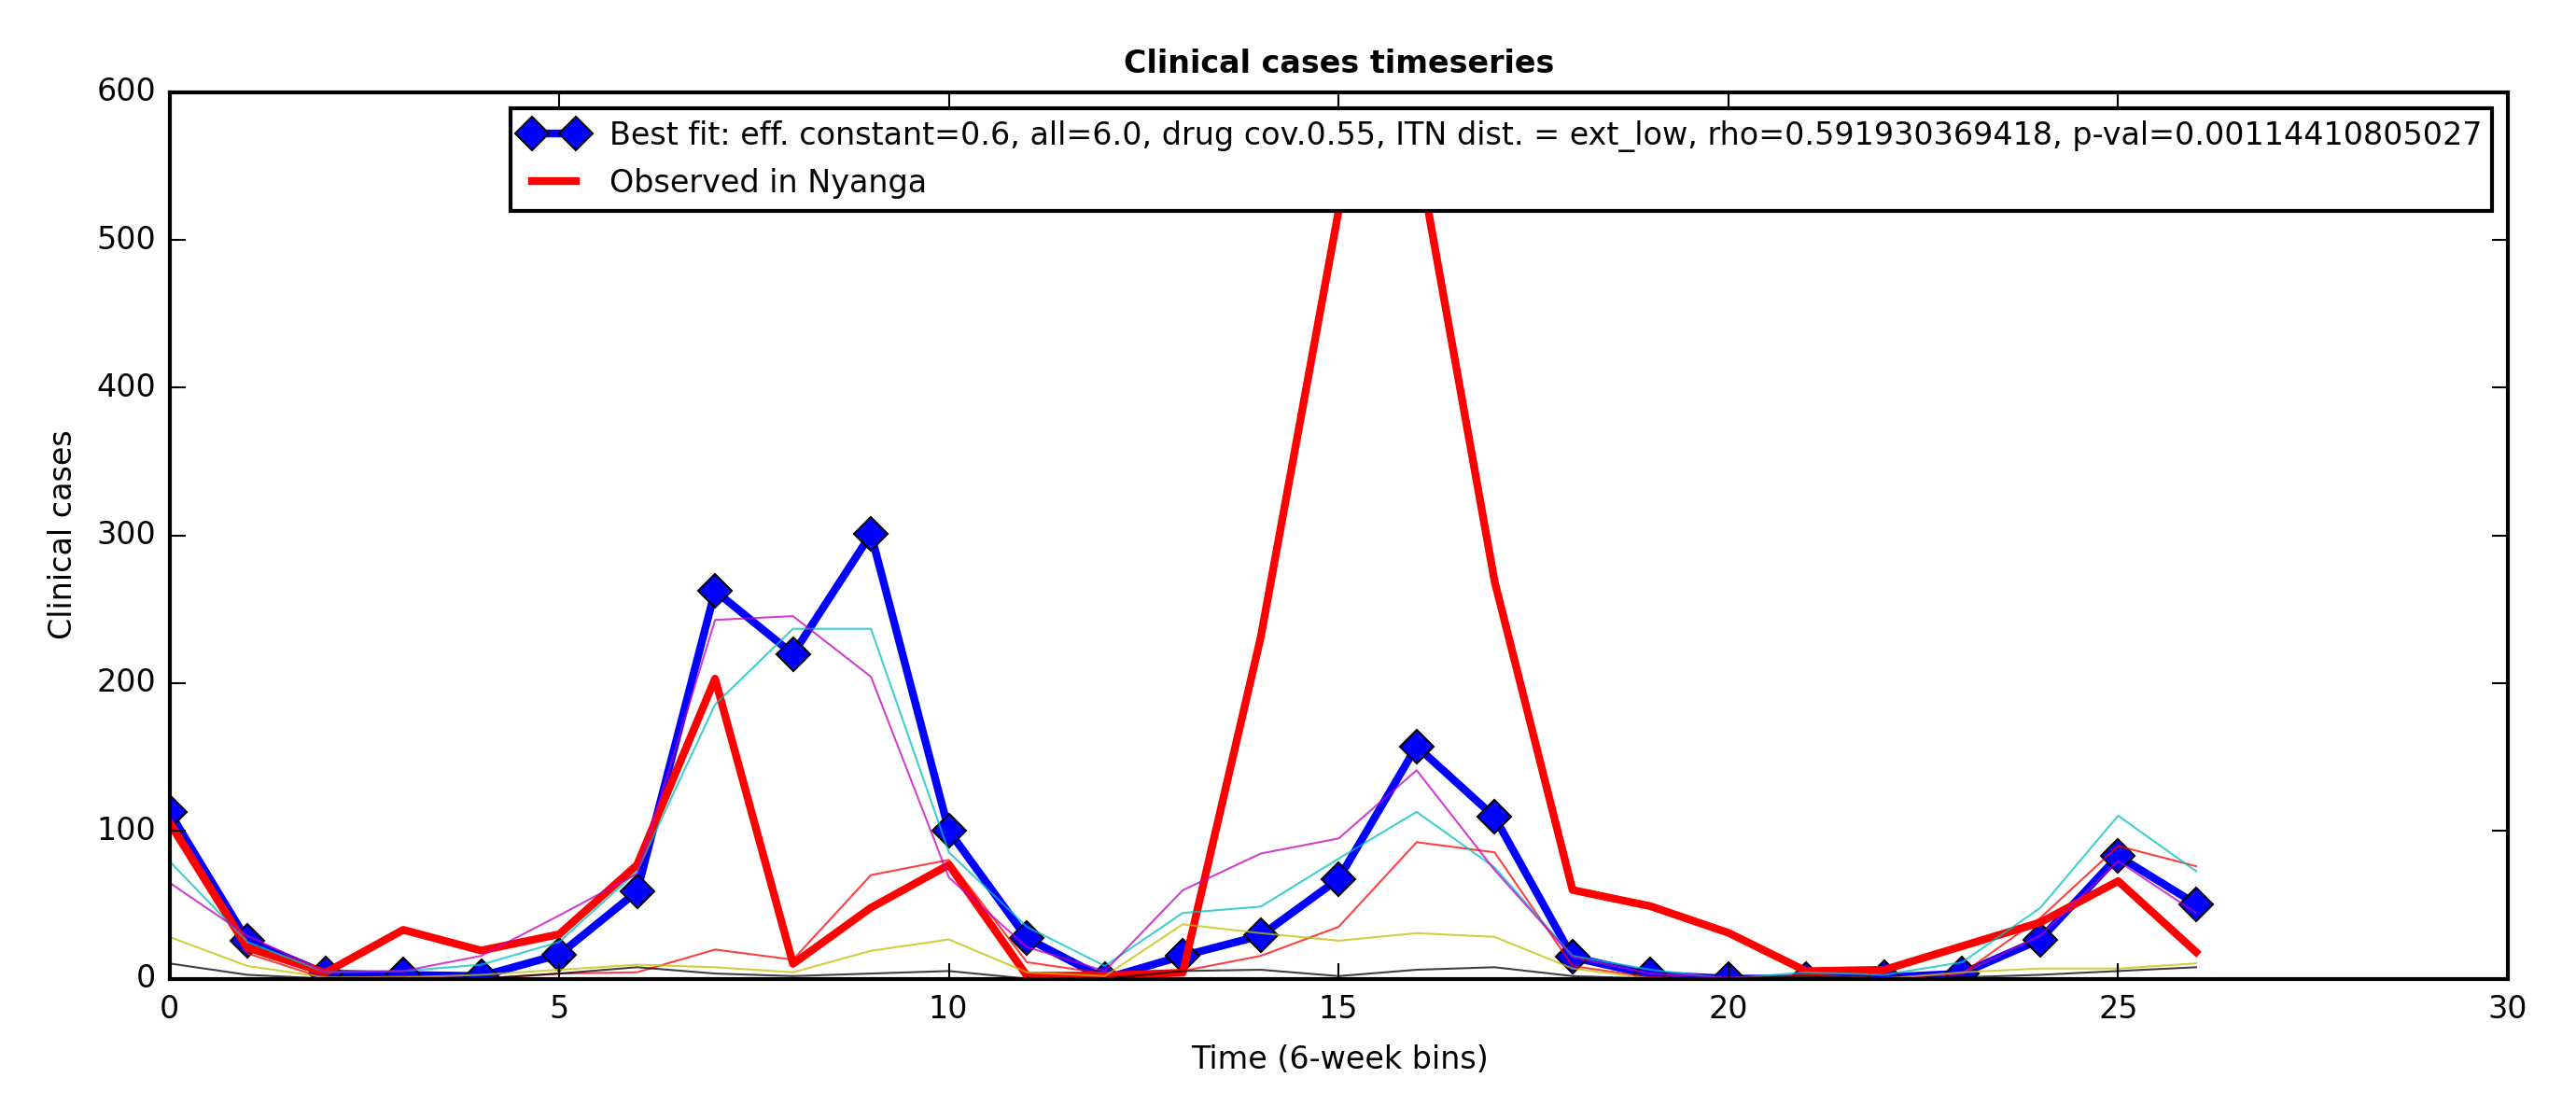 Clinical cases timeseries
600
500
400
300
200
100
0
Clinical cases
Best fit: eff. constant=0.6, all=6.0, drug cov.0.55, ITN dist. = ext_low, rho=0.591930369418, p-val=0.00114410805027
Observed in Nyanga
0 5 10 15 20 25 30
Time (6-week bins)